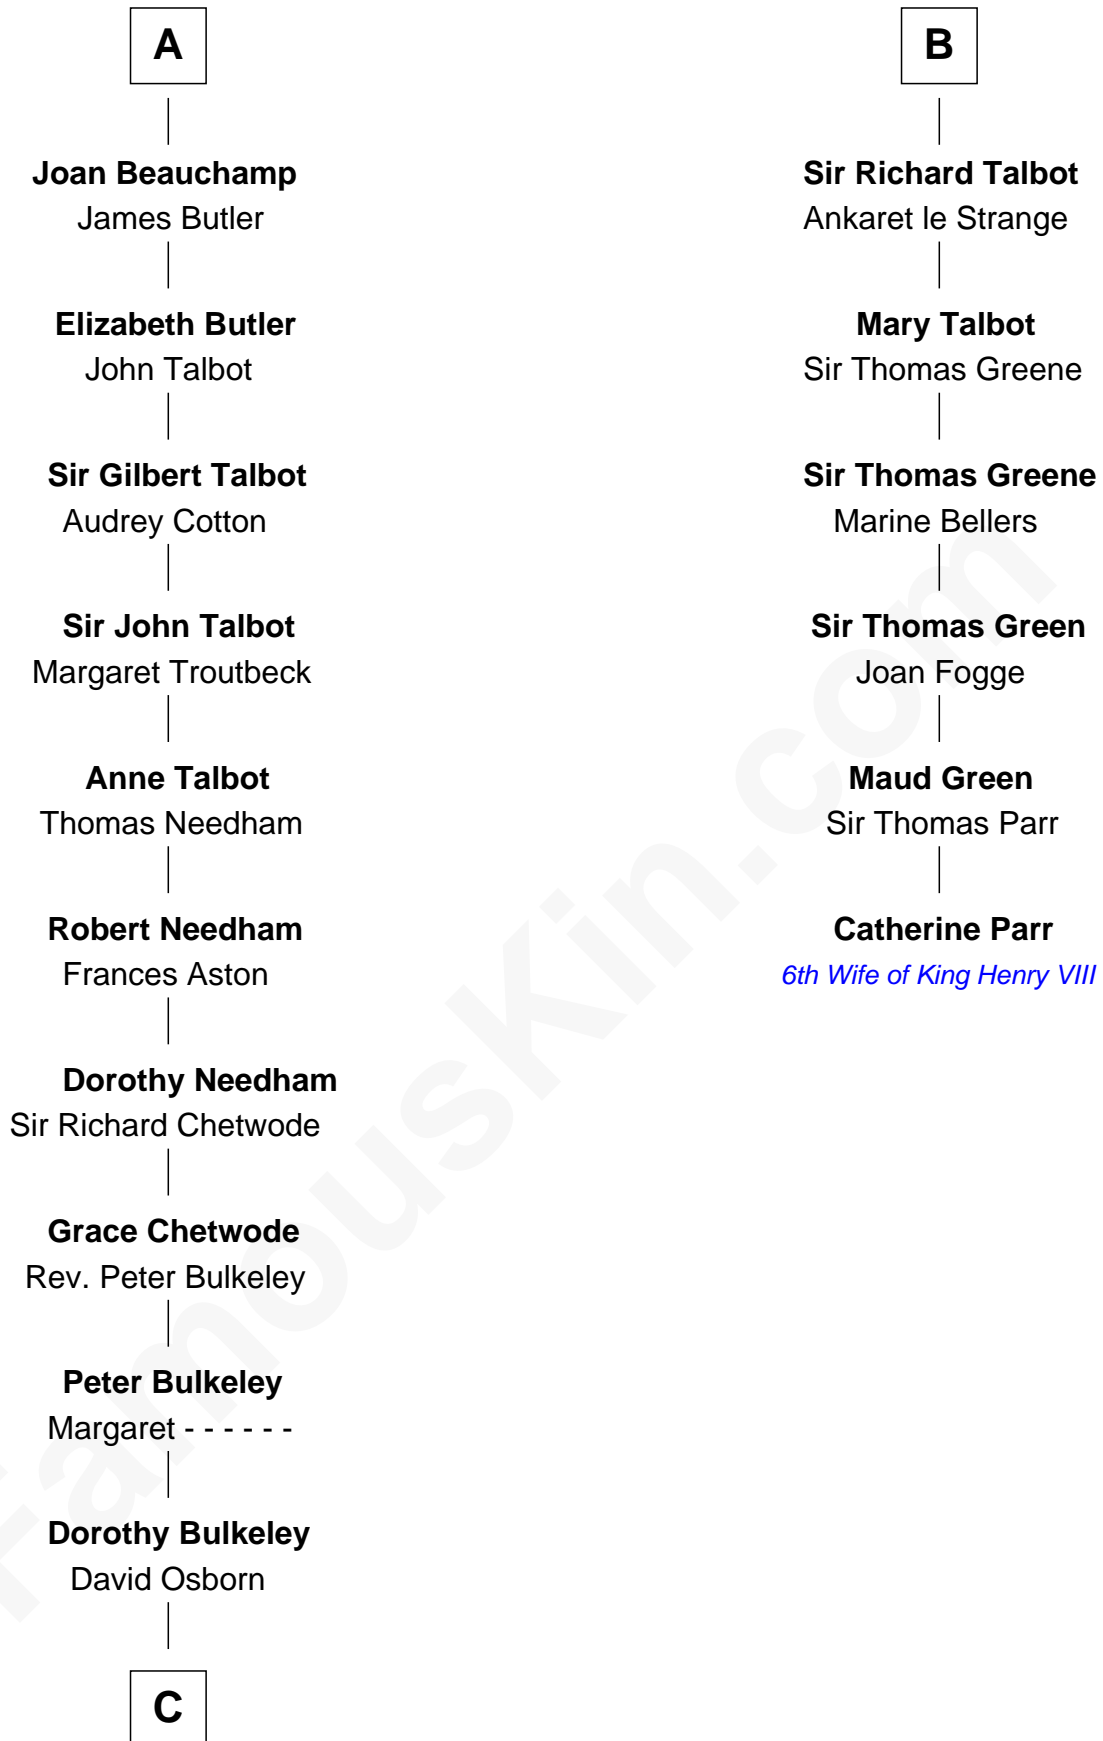 A
Joan Beauchamp
James Butler
Elizabeth Butler
John Talbot
Sir Gilbert Talbot
Audrey Cotton
Sir John Talbot
Margaret Troutbeck
Anne Talbot
Thomas Needham
Robert Needham
Frances Aston
Dorothy Needham
Sir Richard Chetwode
Grace Chetwode
Rev. Peter Bulkeley
Peter Bulkeley
Margaret - - - - - -
Dorothy Bulkeley
David Osborn
C
B
Sir Richard Talbot
Ankaret le Strange
Mary Talbot
Sir Thomas Greene
Sir Thomas Greene
Marine Bellers
Sir Thomas Green
Joan Fogge
Maud Green
Sir Thomas Parr
Catherine Parr
6th Wife of King Henry VIII
FamousKin.com